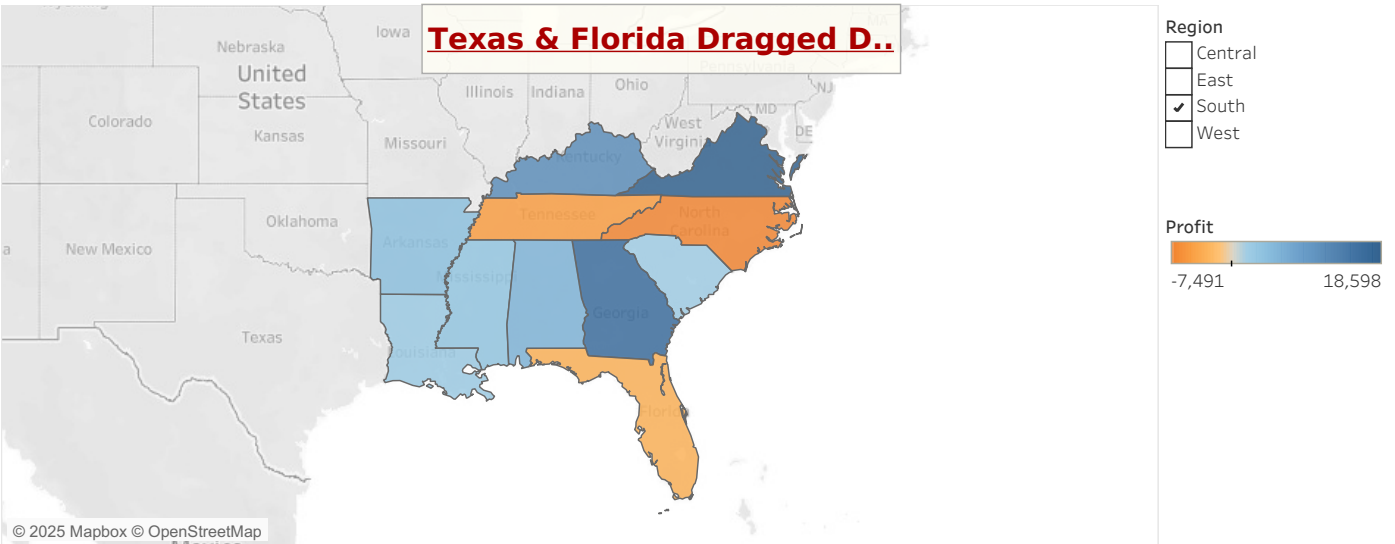 Wyoming
Iowa
Nebraska
United
States
Texas & Florida Dragged D..
Pennsylvania
MA
Illinois
Indiana
Ohio
NJ
Colorado
Kansas
Missouri
West
Virginia
MD
DE
Kentucky
Oklahoma
Tennessee
North
Carolina
a
New Mexico
Arkansas
Mississippi
Georgia
Texas
Louisiana
Florida
© 2025 Mapbox © OpenStreetMap
Region
Central
East
South
West
Profit
-7,491
18,598